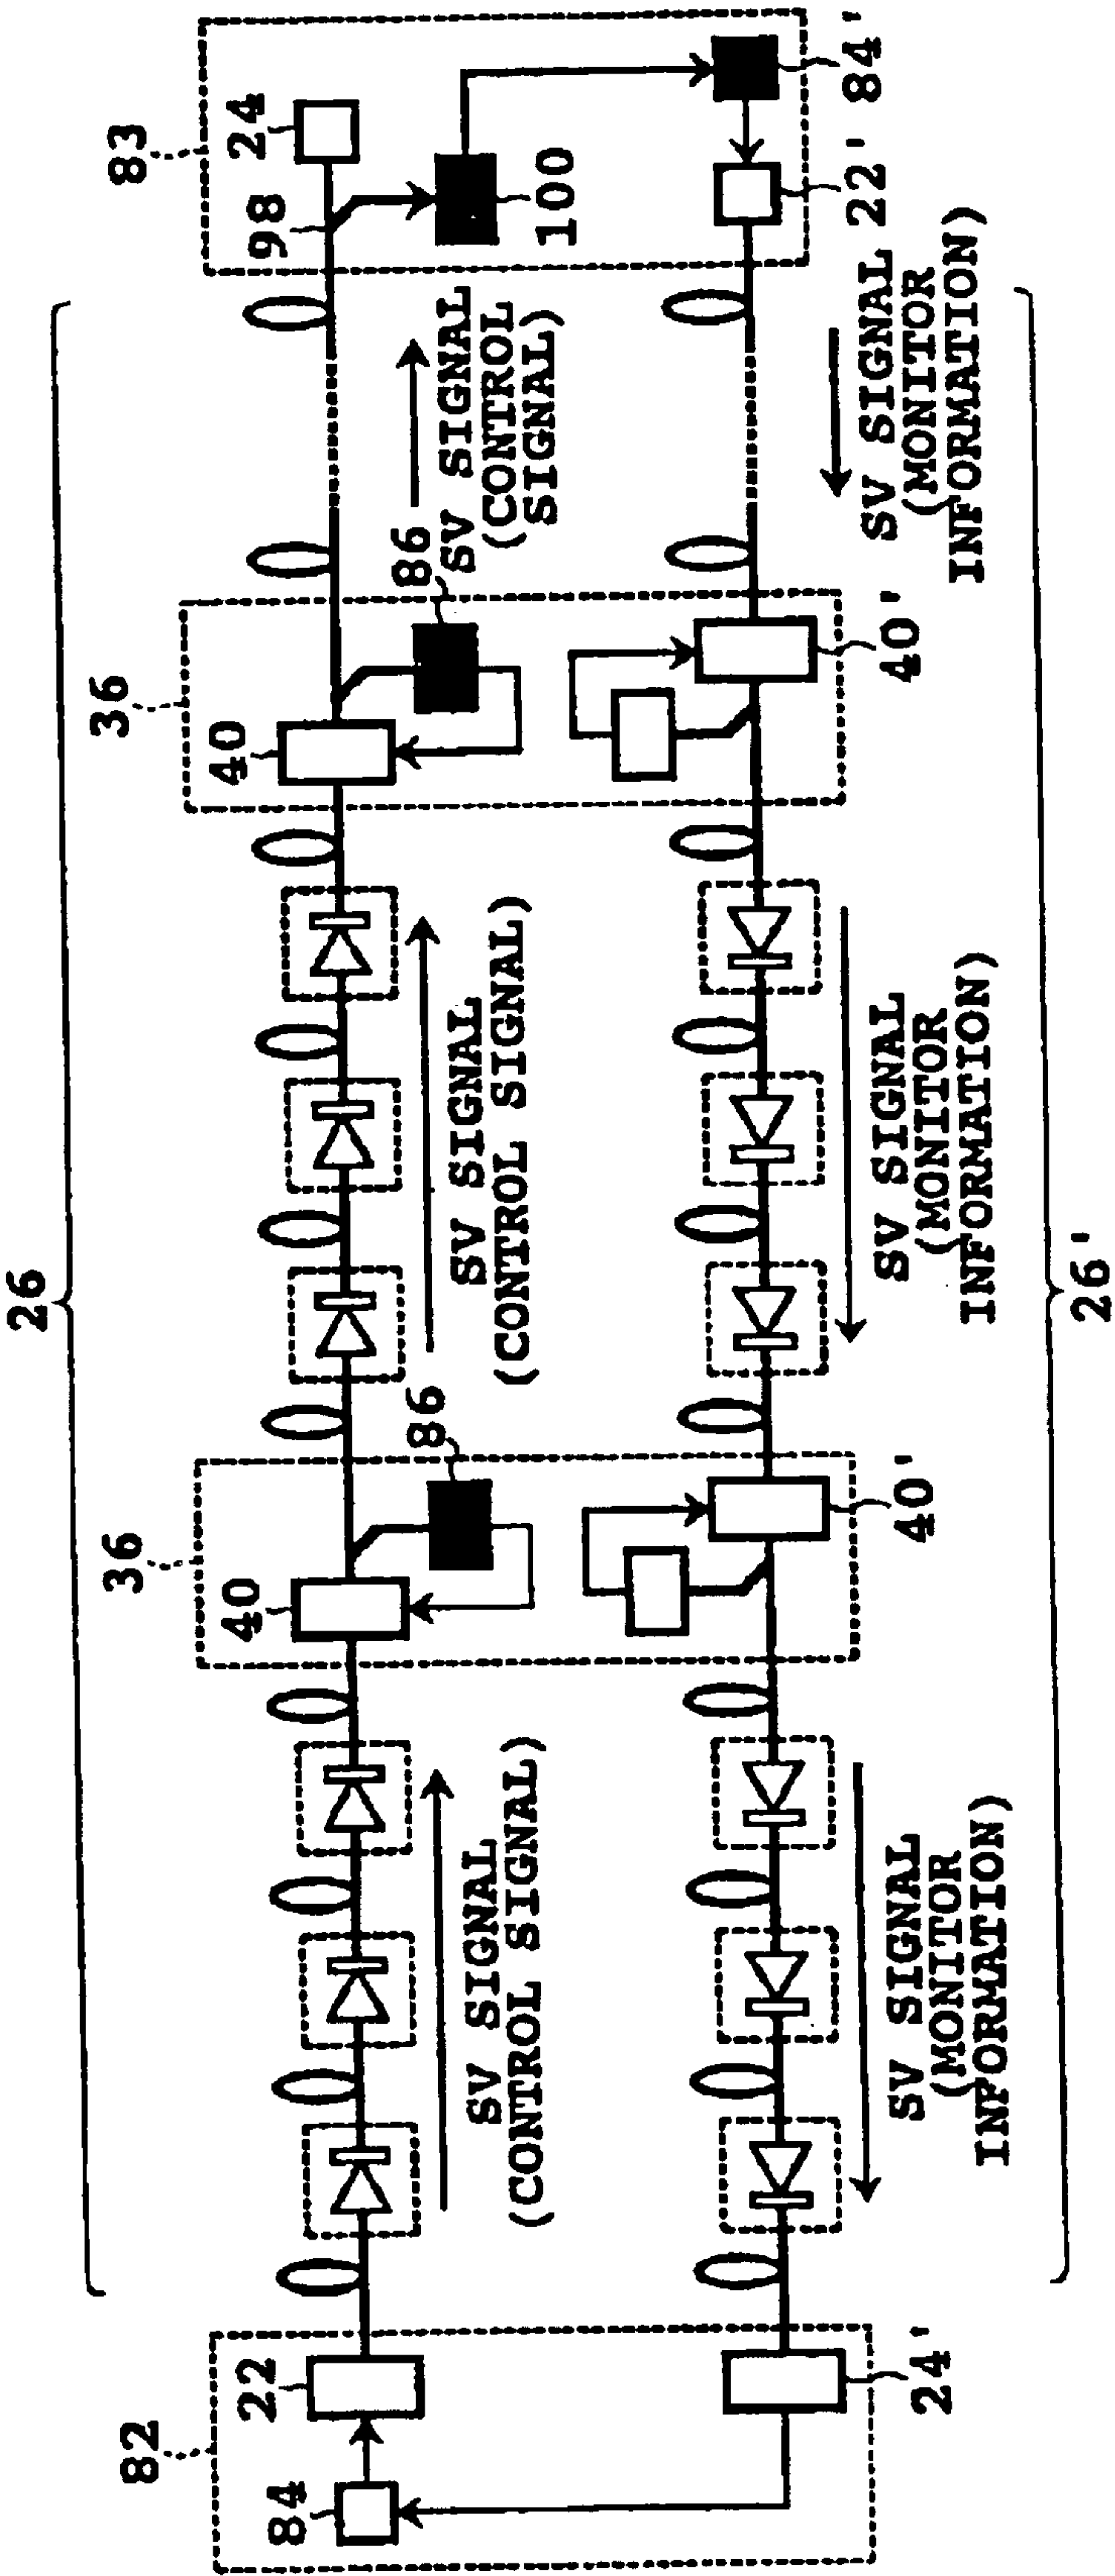 26
82
22
84
24'
36
40
86
40'
36
40
86
40'
83
24
98
100
84'
22'
SV SIGNAL
(CONTROL SIGNAL)
SV SIGNAL
(CONTROL SIGNAL)
SV SIGNAL
(CONTROL
SIGNAL)
SV SIGNAL
(MONITOR
INFORMATION)
SV SIGNAL
(MONITOR
INFORMATION)
SV SIGNAL
(MONITOR
INFORMATION)
26'